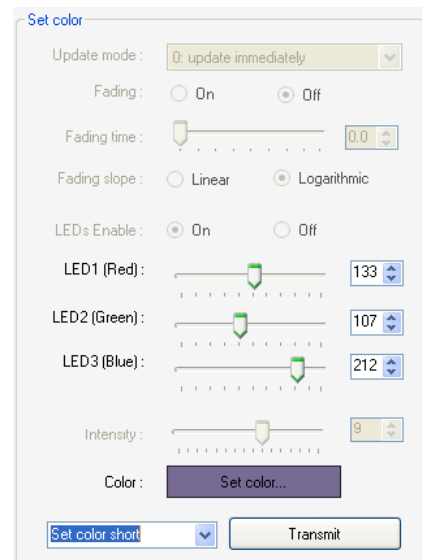 Set color
Update mode : 0: update immediately
Fading : On Off
Fading time : 0.0
Fading slope : Linear Logarithmic
LEDs Enable : On Off
LED1 (Red) : 133
LED2 (Green) : 107
LED3 (Blue) : 212
Intensity : 9
Color : Set color...
Set color short Transmit